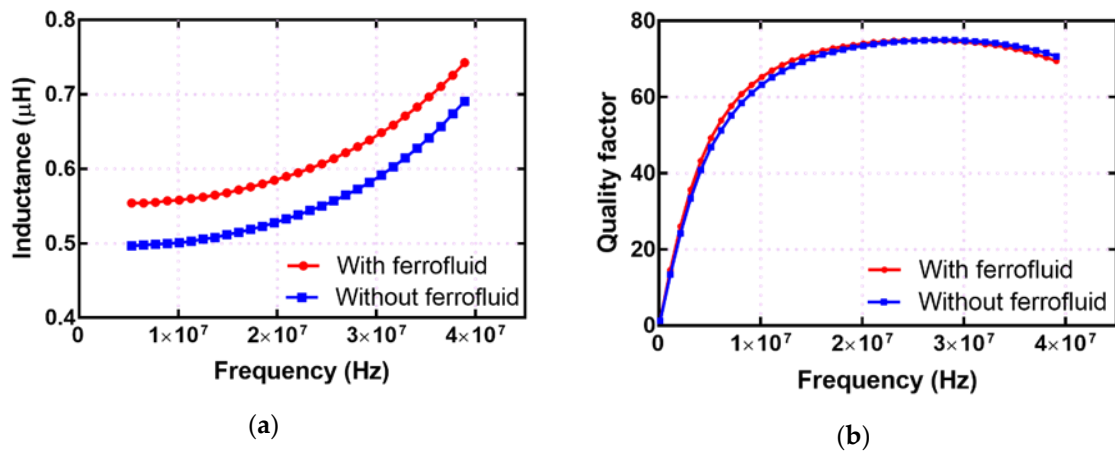 0.8
0.7
0.6
0.5
0.4
Inductance (μH)
With ferrofluid
Without ferrofluid
0 1×10⁷ 2×10⁷ 3×10⁷ 4×10⁷
Frequency (Hz)
(a)
80
60
40
20
0
Quality factor
With ferrofluid
Without ferrofluid
0 1×10⁷ 2×10⁷ 3×10⁷ 4×10⁷
Frequency (Hz)
(b)